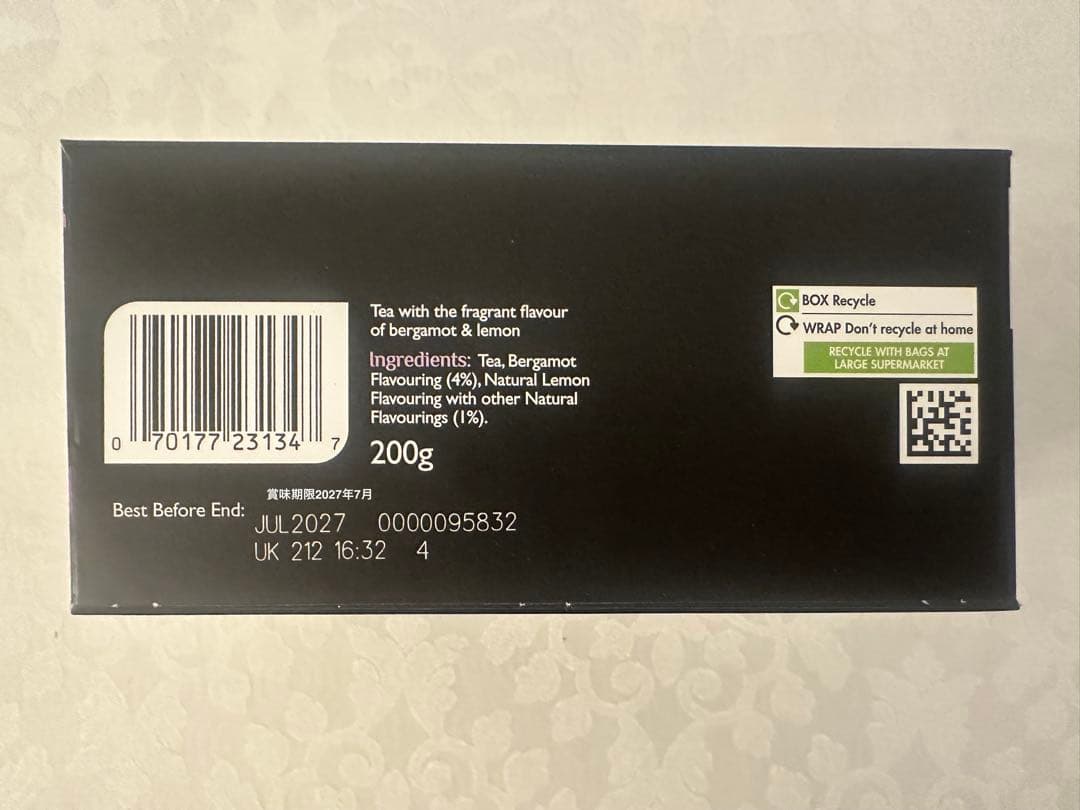 Tea with the fragrant flavour
of bergamot & lemon
Ingredients: Tea, Bergamot
Flavouring (4%), Natural Lemon
Flavouring with other Natural
Flavourings (1%).
200g
0 70177 23134 7
BOX Recycle
WRAP Don't recycle at home
RECYCLE WITH BAGS AT
LARGE SUPERMARKET
賞味期限2027年7月
Best Before End:
JUL2027 0000095832
UK 212 16:32 4